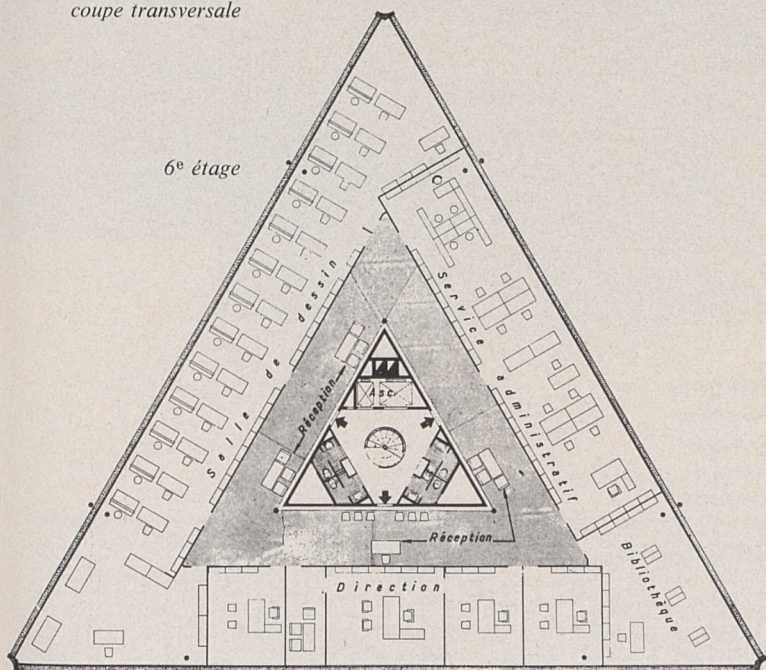 coupe transversale
6e étage
Salle de dessin
Service administratif
Réception
Asc.
Réception
Direction
Bibliothèque